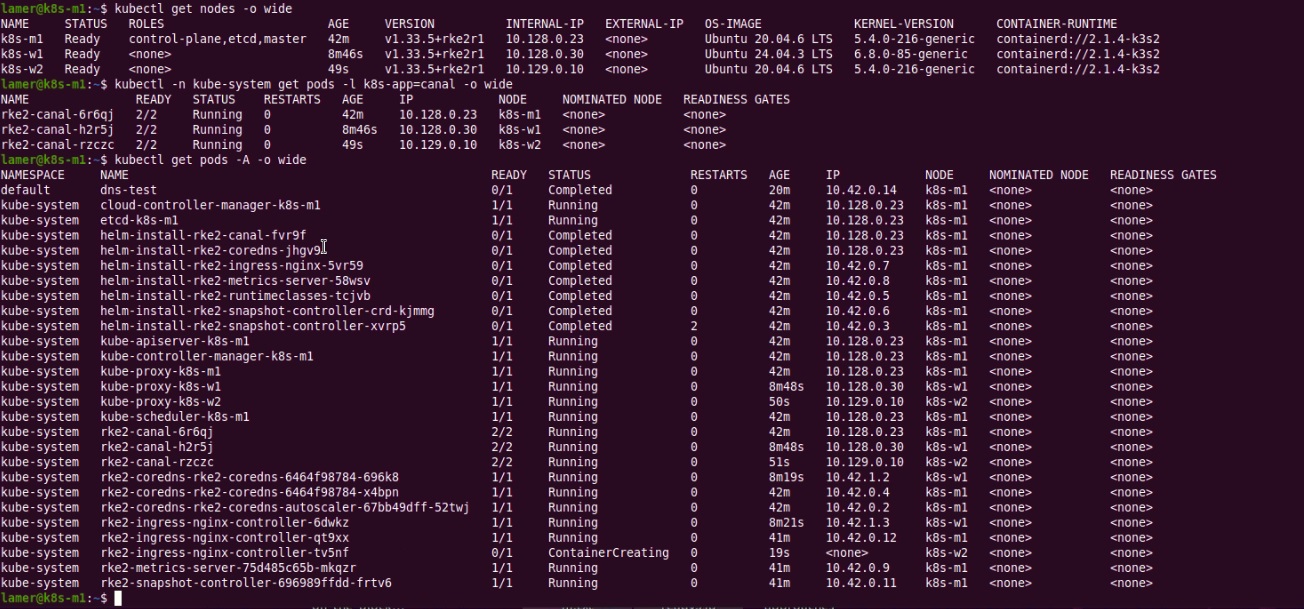 lamer@k8s-m1:~$ kubectl get nodes -o wide
NAME STATUS ROLES AGE VERSION INTERNAL-IP EXTERNAL-IP OS-IMAGE KERNEL-VERSION CONTAINER-RUNTIME
k8s-m1 Ready control-plane,etcd,master 42m v1.33.5+rke2r1 10.128.0.23 <none> Ubuntu 20.04.6 LTS 5.4.0-216-generic containerd://2.1.4-k3s2
k8s-w1 Ready <none> 8m46s v1.33.5+rke2r1 10.128.0.30 <none> Ubuntu 24.04.3 LTS 6.8.0-85-generic containerd://2.1.4-k3s2
k8s-w2 Ready <none> 49s v1.33.5+rke2r1 10.129.0.10 <none> Ubuntu 20.04.6 LTS 5.4.0-216-generic containerd://2.1.4-k3s2
lamer@k8s-m1:~$ kubectl -n kube-system get pods -l k8s-app=canal -o wide
NAME READY STATUS RESTARTS AGE IP NODE NOMINATED NODE READINESS GATES
rke2-canal-6r6qj 2/2 Running 0 42m 10.128.0.23 k8s-m1 <none> <none>
rke2-canal-h2r5j 2/2 Running 0 8m46s 10.128.0.30 k8s-w1 <none> <none>
rke2-canal-rzczc 2/2 Running 0 49s 10.129.0.10 k8s-w2 <none> <none>
lamer@k8s-m1:~$ kubectl get pods -A -o wide
NAMESPACE NAME READY STATUS RESTARTS AGE IP NODE NOMINATED NODE READINESS GATES
default dns-test 0/1 Completed 0 20m 10.42.0.14 k8s-m1 <none> <none>
kube-system cloud-controller-manager-k8s-m1 1/1 Running 0 42m 10.128.0.23 k8s-m1 <none> <none>
kube-system etcd-k8s-m1 1/1 Running 0 42m 10.128.0.23 k8s-m1 <none> <none>
kube-system helm-install-rke2-canal-fvr9f 0/1 Completed 0 42m 10.128.0.23 k8s-m1 <none> <none>
kube-system helm-install-rke2-coredns-jhgv9 0/1 Completed 0 42m 10.128.0.23 k8s-m1 <none> <none>
kube-system helm-install-rke2-ingress-nginx-5vr59 0/1 Completed 0 42m 10.42.0.7 k8s-m1 <none> <none>
kube-system helm-install-rke2-metrics-server-58wsv 0/1 Completed 0 42m 10.42.0.8 k8s-m1 <none> <none>
kube-system helm-install-rke2-runtimeclasses-tcjvb 0/1 Completed 0 42m 10.42.0.5 k8s-m1 <none> <none>
kube-system helm-install-rke2-snapshot-controller-crd-kjmmg 0/1 Completed 0 42m 10.42.0.6 k8s-m1 <none> <none>
kube-system helm-install-rke2-snapshot-controller-xvrp5 0/1 Completed 2 42m 10.42.0.3 k8s-m1 <none> <none>
kube-system kube-apiserver-k8s-m1 1/1 Running 0 42m 10.128.0.23 k8s-m1 <none> <none>
kube-system kube-controller-manager-k8s-m1 1/1 Running 0 42m 10.128.0.23 k8s-m1 <none> <none>
kube-system kube-proxy-k8s-m1 1/1 Running 0 42m 10.128.0.23 k8s-m1 <none> <none>
kube-system kube-proxy-k8s-w1 1/1 Running 0 8m48s 10.128.0.30 k8s-w1 <none> <none>
kube-system kube-proxy-k8s-w2 1/1 Running 0 50s 10.129.0.10 k8s-w2 <none> <none>
kube-system kube-scheduler-k8s-m1 1/1 Running 0 42m 10.128.0.23 k8s-m1 <none> <none>
kube-system rke2-canal-6r6qj 2/2 Running 0 42m 10.128.0.23 k8s-m1 <none> <none>
kube-system rke2-canal-h2r5j 2/2 Running 0 8m48s 10.128.0.30 k8s-w1 <none> <none>
kube-system rke2-canal-rzczc 2/2 Running 0 51s 10.129.0.10 k8s-w2 <none> <none>
kube-system rke2-coredns-rke2-coredns-6464f98784-696k8 1/1 Running 0 8m19s 10.42.1.2 k8s-w1 <none> <none>
kube-system rke2-coredns-rke2-coredns-6464f98784-x4bpn 1/1 Running 0 42m 10.42.0.4 k8s-m1 <none> <none>
kube-system rke2-coredns-rke2-coredns-autoscaler-67bb49dff-52twj 1/1 Running 0 42m 10.42.0.2 k8s-m1 <none> <none>
kube-system rke2-ingress-nginx-controller-6dwkz 1/1 Running 0 8m21s 10.42.1.3 k8s-w1 <none> <none>
kube-system rke2-ingress-nginx-controller-qt9xx 1/1 Running 0 41m 10.42.0.12 k8s-m1 <none> <none>
kube-system rke2-ingress-nginx-controller-tv5nf 0/1 ContainerCreating 0 19s <none> k8s-w2 <none> <none>
kube-system rke2-metrics-server-75d485c65b-mkqzr 1/1 Running 0 41m 10.42.0.9 k8s-m1 <none> <none>
kube-system rke2-snapshot-controller-696989ffdd-frtv6 1/1 Running 0 41m 10.42.0.11 k8s-m1 <none> <none>
lamer@k8s-m1:~$